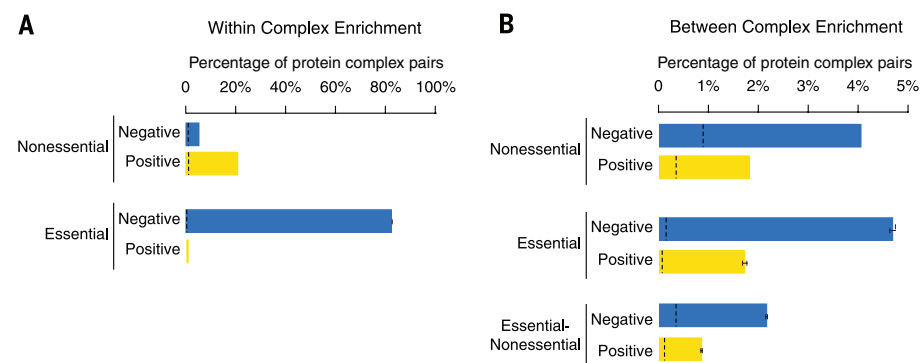 A
Within Complex Enrichment
Percentage of protein complex pairs
0 20% 40% 60% 80% 100%
Nonessential
Negative
Positive
Essential
Negative
Positive
B
Between Complex Enrichment
Percentage of protein complex pairs
0 1% 2% 3% 4% 5%
Nonessential
Negative
Positive
Essential
Negative
Positive
Essential-
Nonessential
Negative
Positive